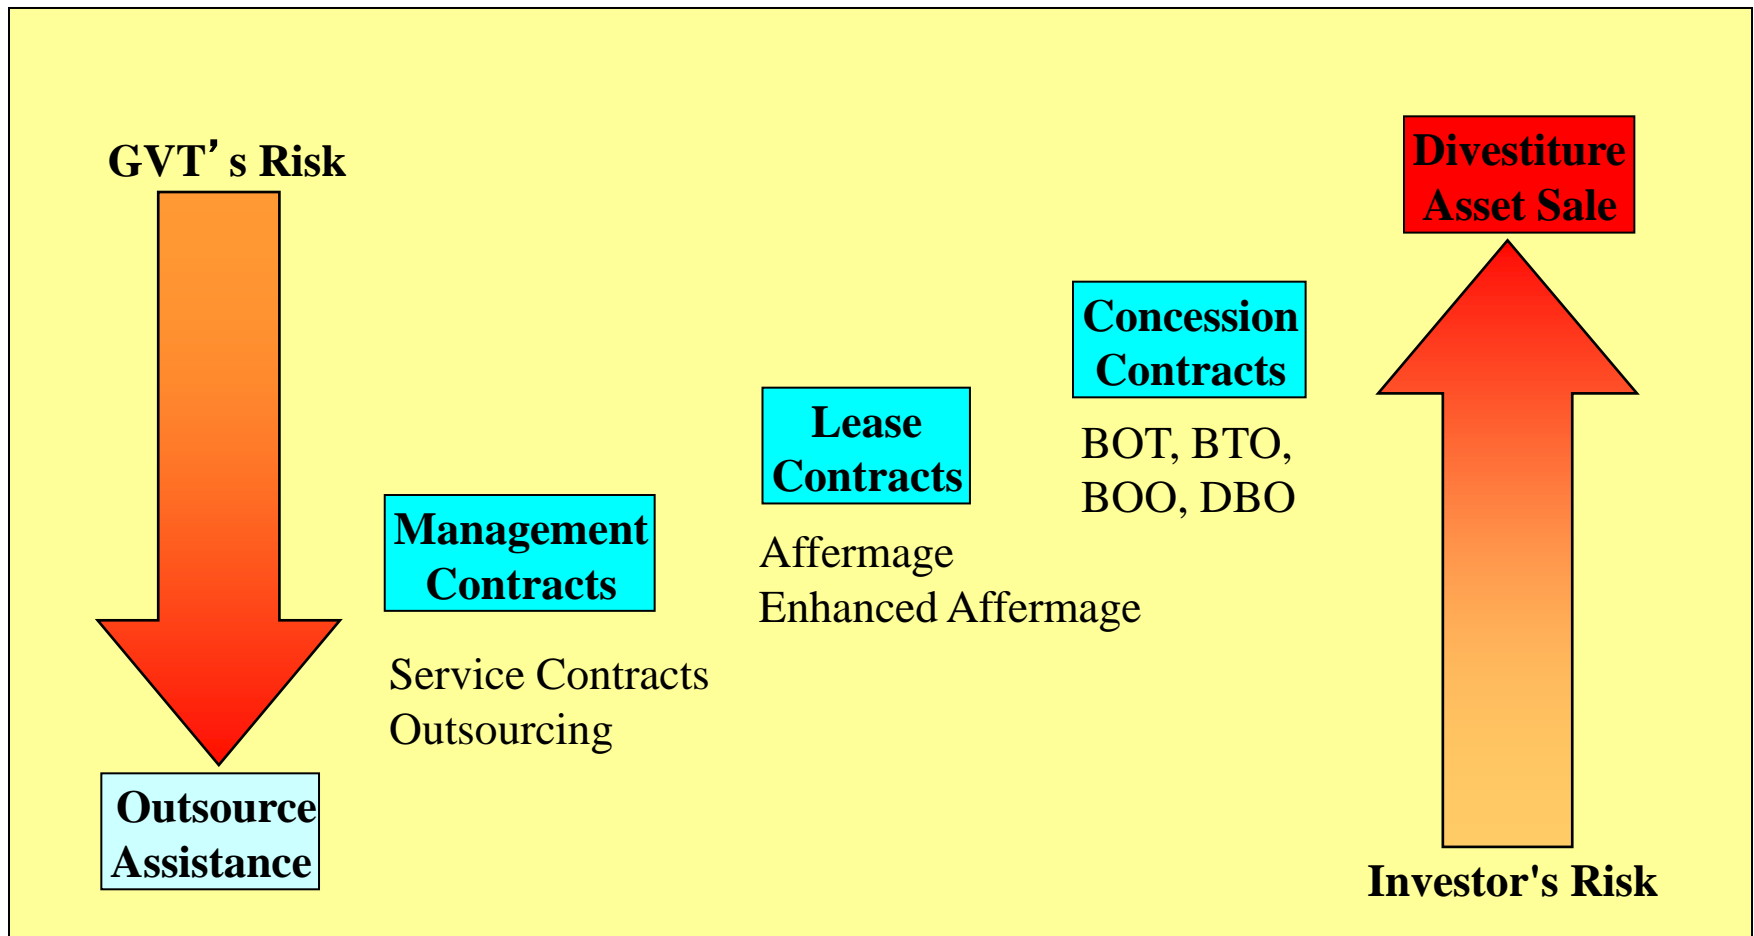 GVT’s Risk
Outsource
Assistance
Management
Contracts
Service Contracts
Outsourcing
Lease
Contracts
Affermage
Enhanced Affermage
Concession
Contracts
BOT, BTO,
BOO, DBO
Divestiture
Asset Sale
Investor's Risk